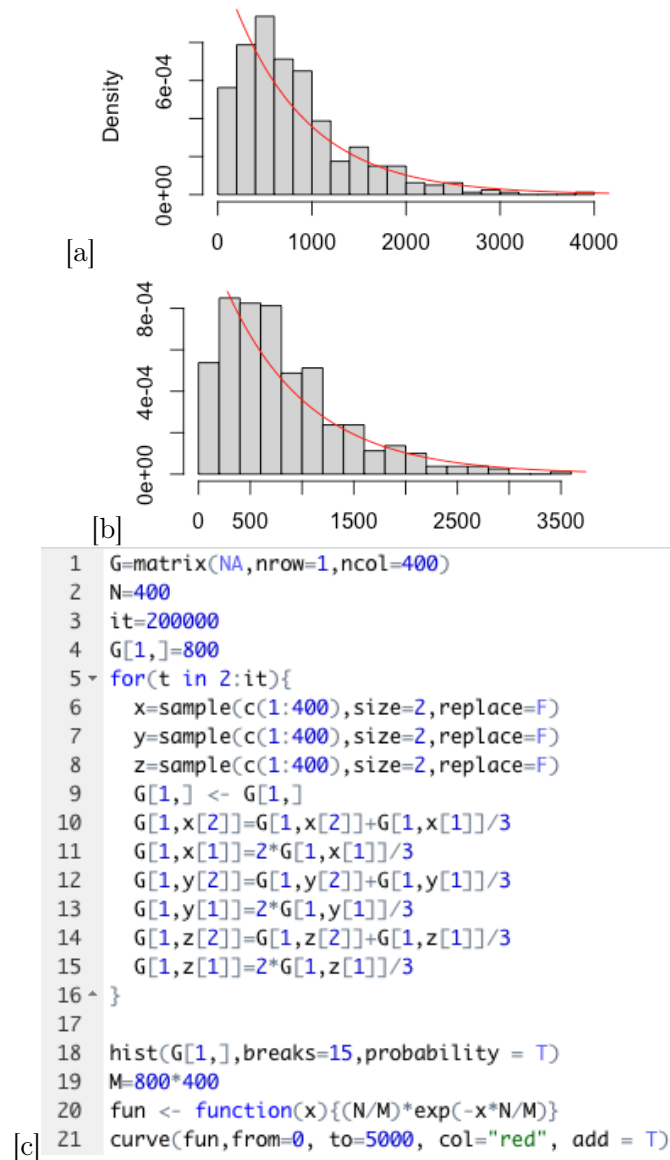 Density
6e-04
0e+00
0 1000 2000 3000 4000
[a]
8e-04
4e-04
0e+00
0 500 1500 2500 3500
[b]
1 G=matrix(NA,nrow=1,ncol=400)
2 N=400
3 it=200000
4 G[1,]=800
5 for(t in 2:it){
6 x=sample(c(1:400),size=2,replace=F)
7 y=sample(c(1:400),size=2,replace=F)
8 z=sample(c(1:400),size=2,replace=F)
9 G[1,] <- G[1,]
10 G[1,x[2]]=G[1,x[2]]+G[1,x[1]]/3
11 G[1,x[1]]=2*G[1,x[1]]/3
12 G[1,y[2]]=G[1,y[2]]+G[1,y[1]]/3
13 G[1,y[1]]=2*G[1,y[1]]/3
14 G[1,z[2]]=G[1,z[2]]+G[1,z[1]]/3
15 G[1,z[1]]=2*G[1,z[1]]/3
16 }
17
18 hist(G[1,],breaks=15,probability = T)
19 M=800*400
20 fun <- function(x){(N/M)*exp(-x*N/M)}
21 curve(fun,from=0, to=5000, col="red", add = T)
[c]